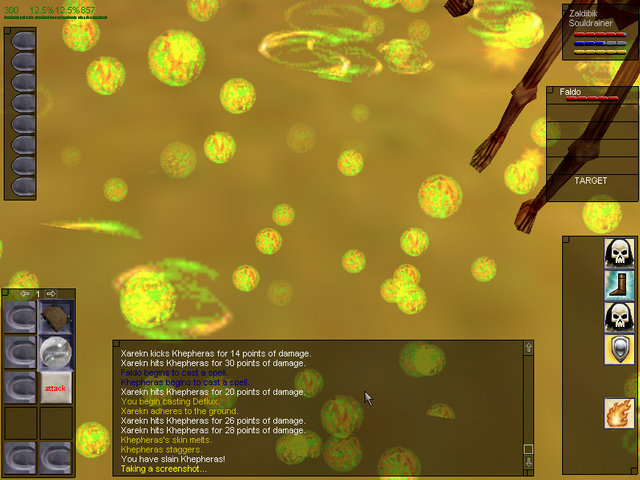 300 12.5%12.5%857
Zaldibik
Souldrainer
Faldo
TARGET
1
attack
Xarekn kicks Khepheras for 14 points of damage.
Xarekn hits Khepheras for 30 points of damage.
Faldo begins to cast a spell.
Khepheras begins to cast a spell.
Xarekn hits Khepheras for 20 points of damage.
You begin casting Deflux.
Xarekn adheres to the ground.
Xarekn hits Khepheras for 26 points of damage.
Xarekn hits Khepheras for 28 points of damage.
Khepheras's skin melts.
Khepheras staggers.
You have slain Khepheras!
Taking a screenshot...